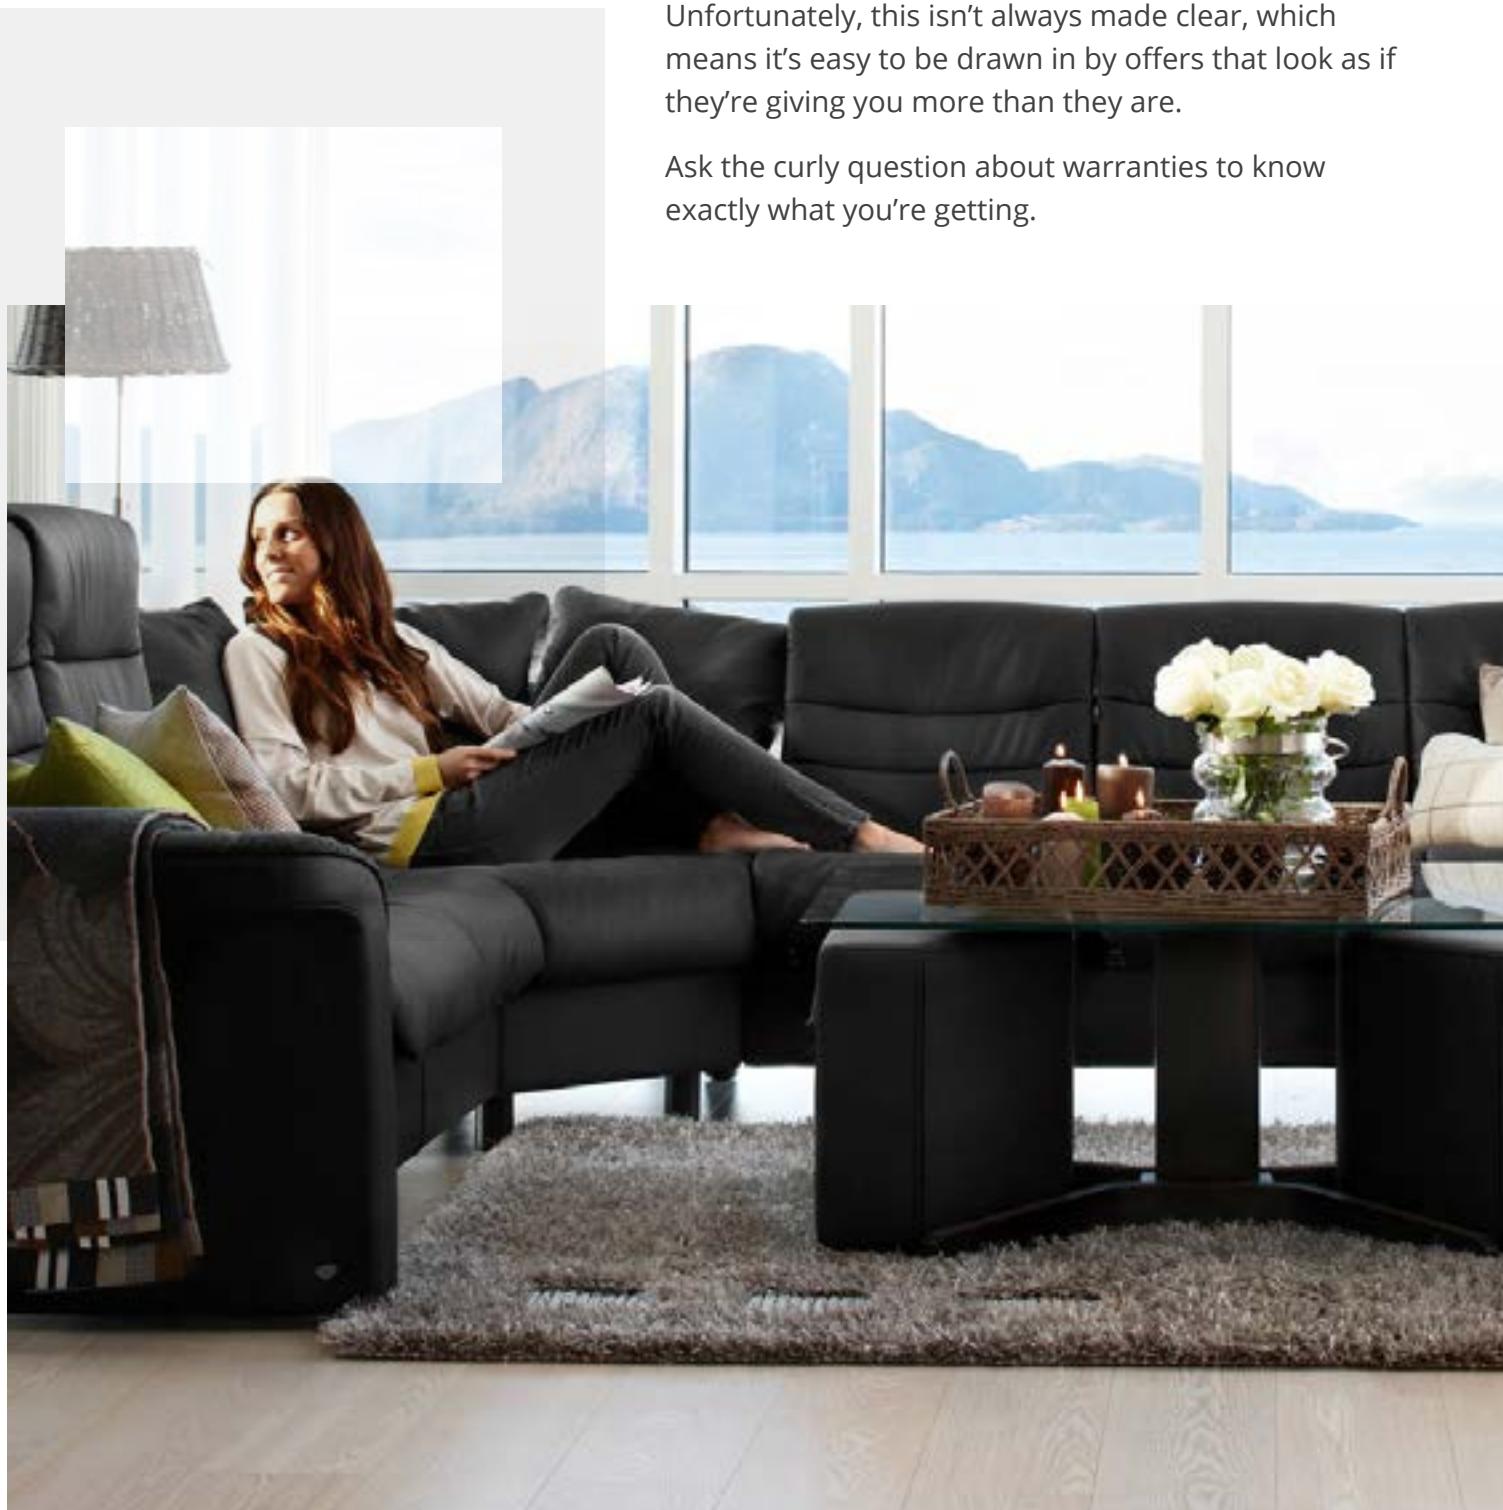 Unfortunately, this isn’t always made clear, which
means it’s easy to be drawn in by offers that look as if
they’re giving you more than they are.
Ask the curly question about warranties to know
exactly what you’re getting.